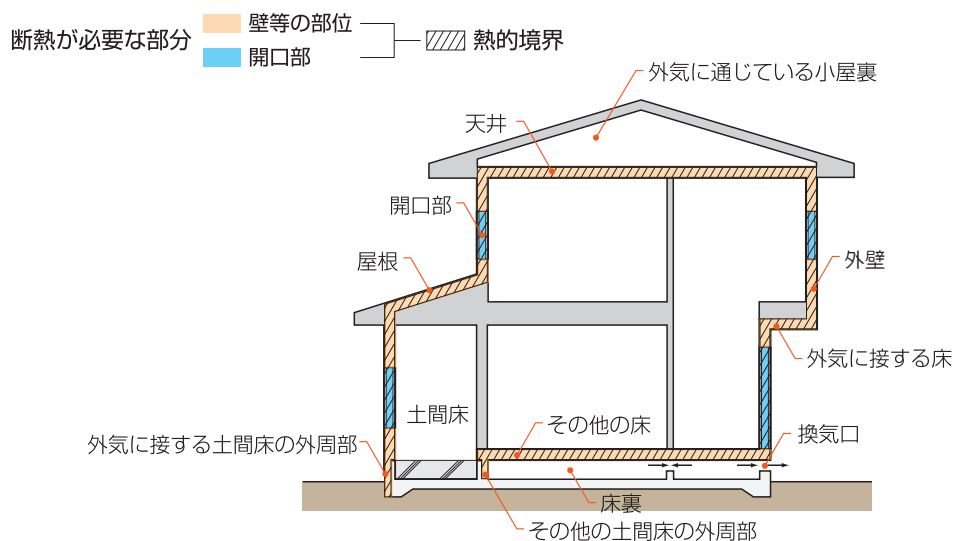 断熱が必要な部分
壁等の部位
開口部
熱的境界
外気に通じている小屋裏
天井
開口部
屋根
外壁
外気に接する床
土間床
その他の床
外気に接する土間床の外周部
換気口
床裏
その他の土間床の外周部